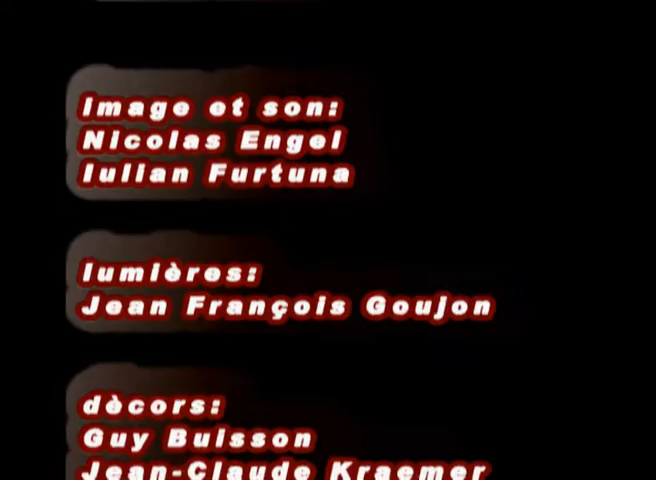 image et son:
Nicolas Engel
Iulian Furtuna
lumières:
Jean François Goujon
dècors:
Guy Buisson
Jean-Claude Kraemer